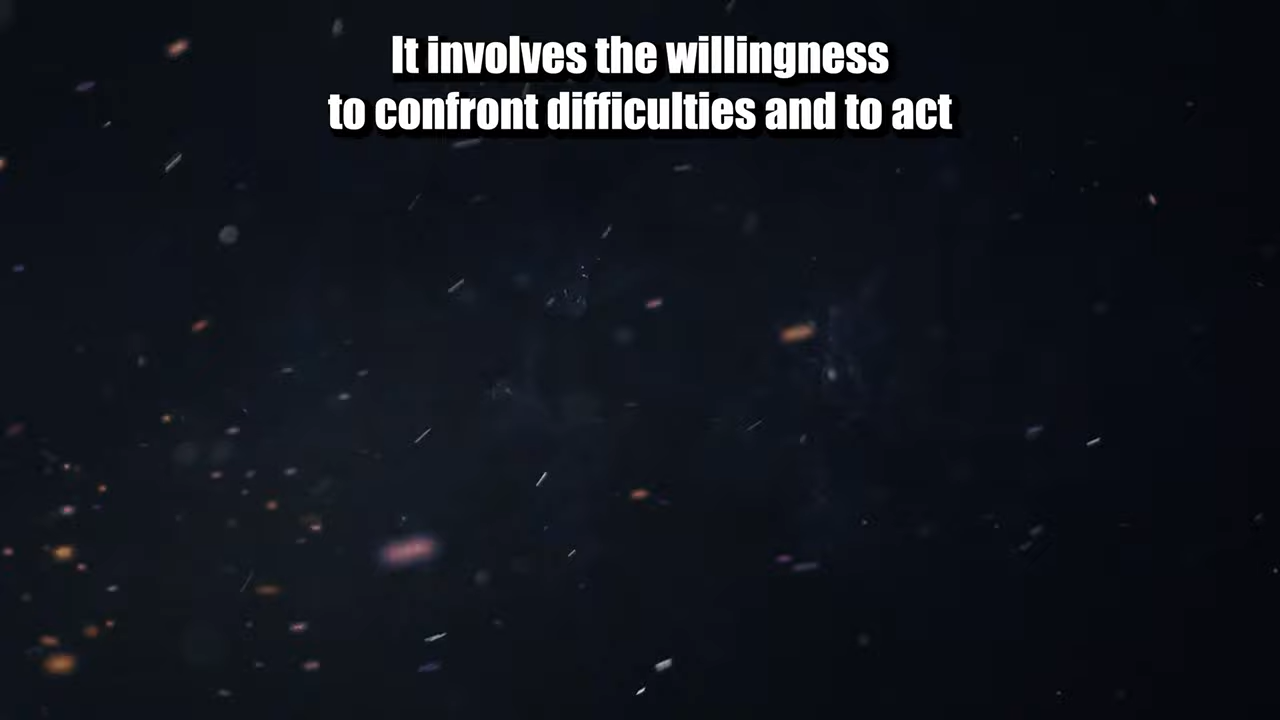 It involves the willingness
to confront difficulties and to act